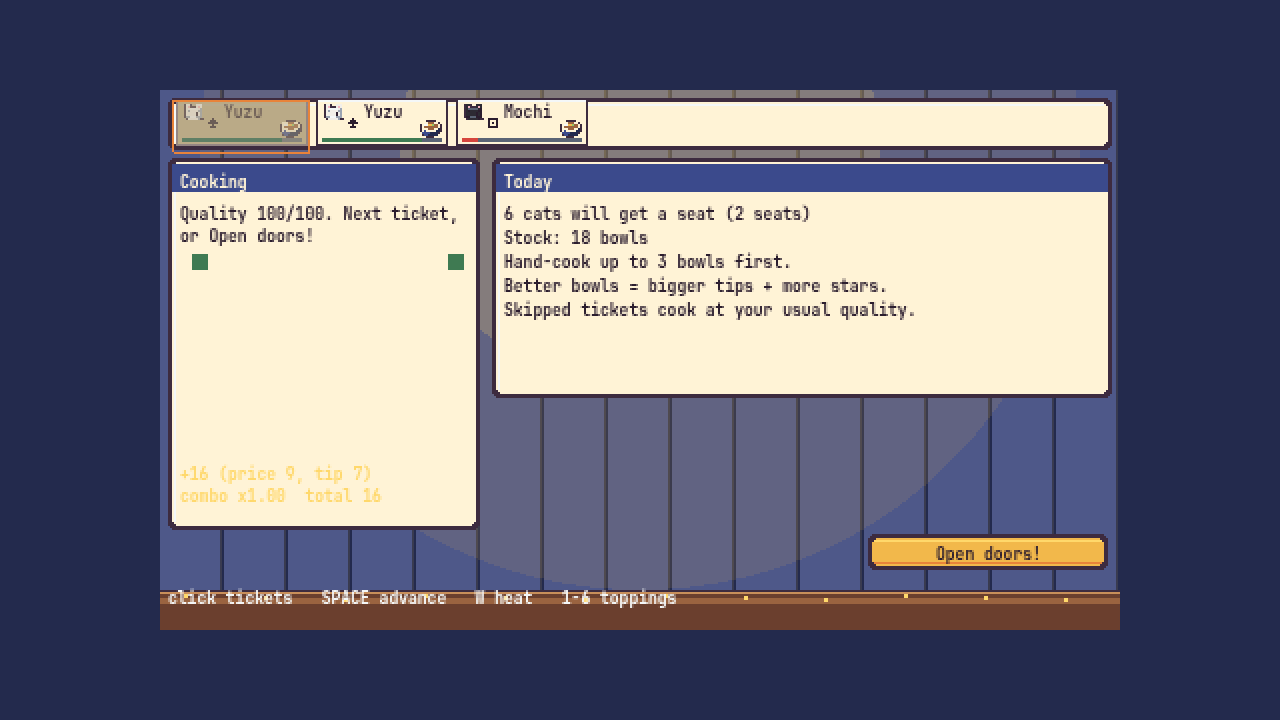 Yuzu
Yuzu
Mochi
Cooking
Quality 100/100. Next ticket,
or Open doors!
+16 (price 9, tip 7)
combo x1.00 total 16
Today
6 cats will get a seat (2 seats)
Stock: 18 bowls
Hand-cook up to 3 bowls first.
Better bowls = bigger tips + more stars.
Skipped tickets cook at your usual quality.
Open doors!
click tickets SPACE advance W heat 1-6 toppings